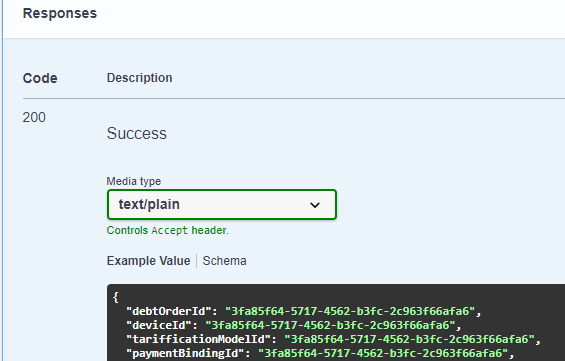 Responses
Code Description
200
Success
Media type
text/plain
Controls Accept header.
Example Value Schema
{
"debtOrderId": "3fa85f64-5717-4562-b3fc-2c963f66afa6",
"deviceId": "3fa85f64-5717-4562-b3fc-2c963f66afa6",
"tarifficationModelId": "3fa85f64-5717-4562-b3fc-2c963f66afa6",
"paymentBindingId": "3fa85f64-5717-4562-b3fc-2c963f66afa6",